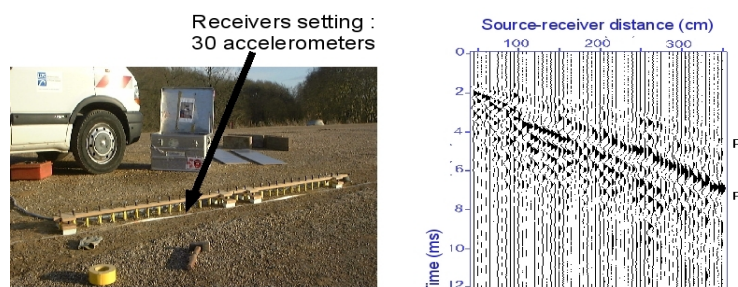 Receivers setting :
30 accelerometers
Source-receiver distance (cm)
100 200 300
0
2
4
6
8
10
12
Time (ms)
P
P